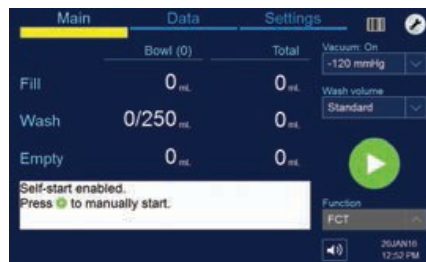 Main Data Settings
Bowl (0) Total
Vacuum: On
-120 mmHg
Fill 0 mL 0 mL
Wash volume
Standard
Wash 0/250 mL 0 mL
Empty 0 mL 0 mL
Self-start enabled.
Press to manually start.
Function
FCT
20JAN16
12:52 PM